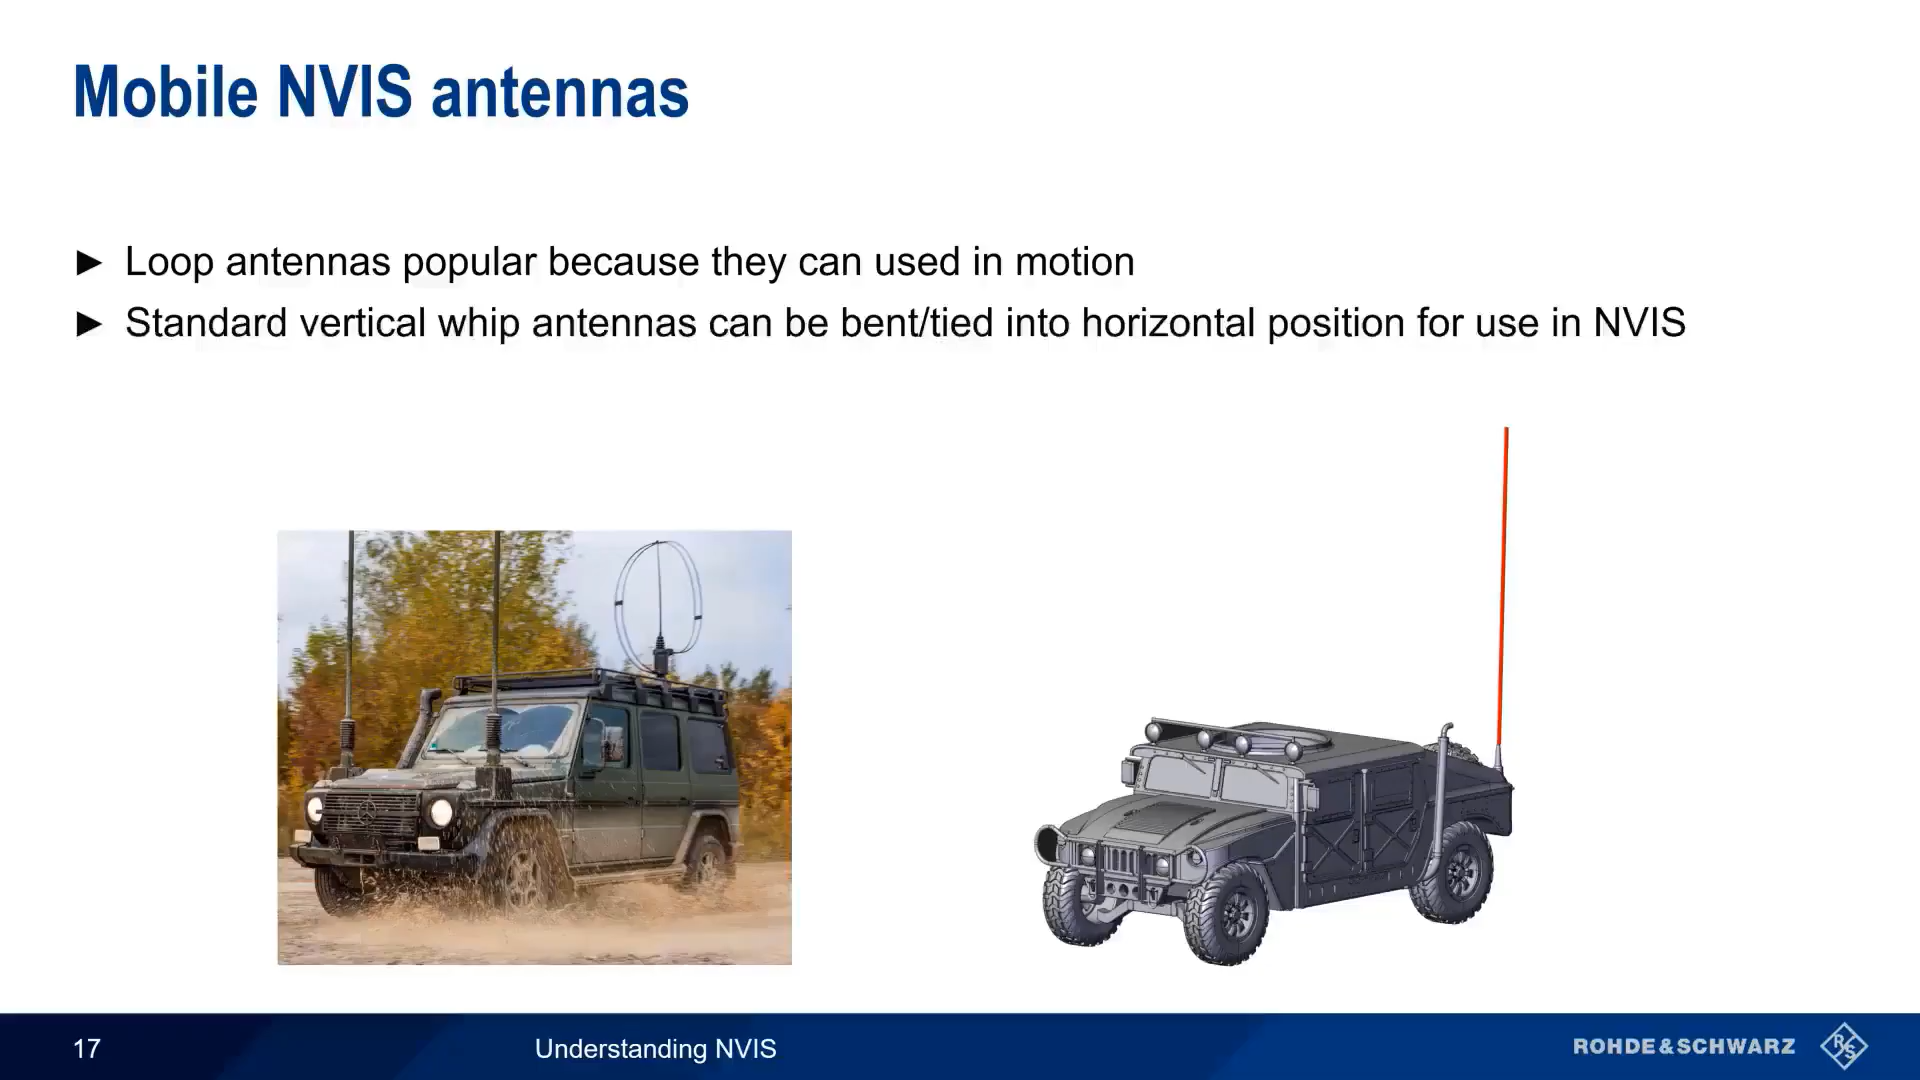 Mobile NVIS antennas
► Loop antennas popular because they can used in motion
► Standard vertical whip antennas can be bent/tied into horizontal position for use in NVIS
17
Understanding NVIS
ROHDE&SCHWARZ
R&S